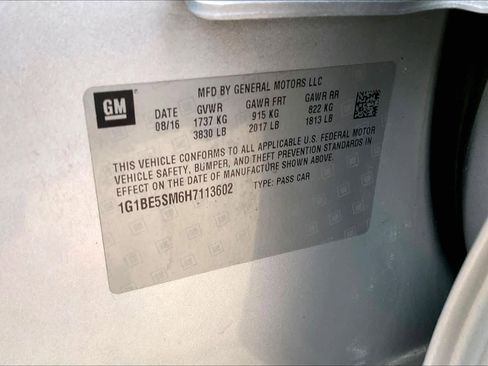 MFD BY GENERAL MOTORS LLC
GM
DATE GVWR GAWR FRT GAWR RR
08/16 1737 KG 915 KG 822 KG
3830 LB 2017 LB 1813 LB
THIS VEHICLE CONFORMS TO ALL APPLICABLE U.S. FEDERAL MOTOR
VEHICLE SAFETY, BUMPER, AND THEFT PREVENTION STANDARDS IN
EFFECT ON THE DATE OF MANUFACTURE SHOWN ABOVE.
1G1BE5SM6H7113602 TYPE: PASS CAR